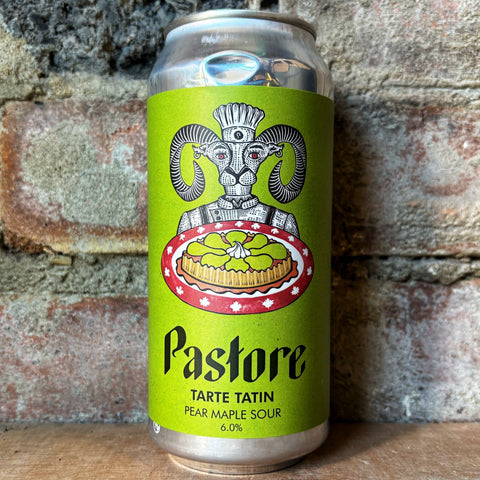 Pastore
TARTE TATIN
PEAR MAPLE SOUR
6.0%